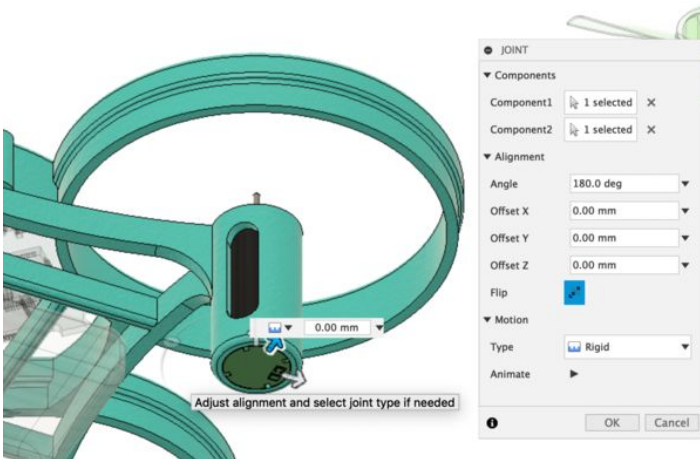 JOINT
Components
Component1 1 selected
Component2 1 selected
Alignment
Angle 180.0 deg
Offset X 0.00 mm
Offset Y 0.00 mm
Offset Z 0.00 mm
Flip
Motion
Type Rigid
Animate
OK Cancel
0.00 mm
Adjust alignment and select joint type if needed